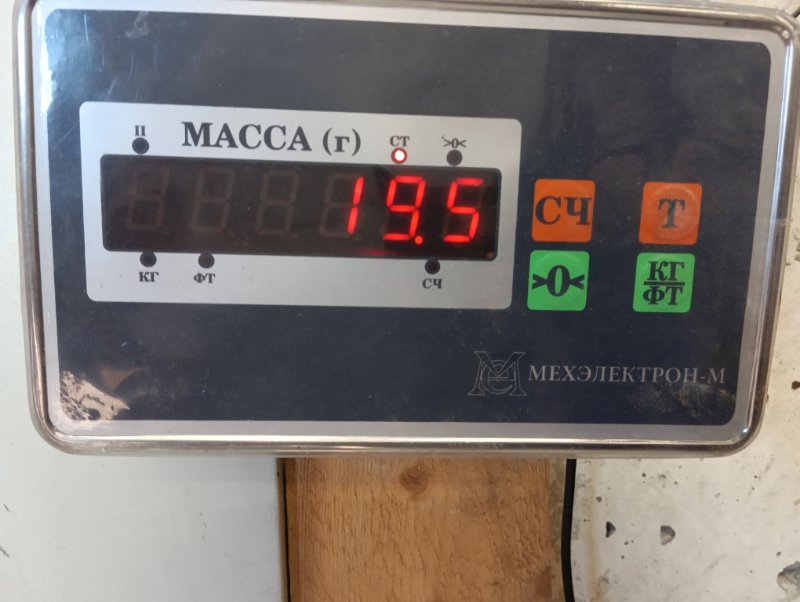 П МАССА (г) СТ >0<
19.5
КГ ФТ СЧ
СЧ Т
>0< КГ
ФТ
МЕХЭЛЕКТРОН-М